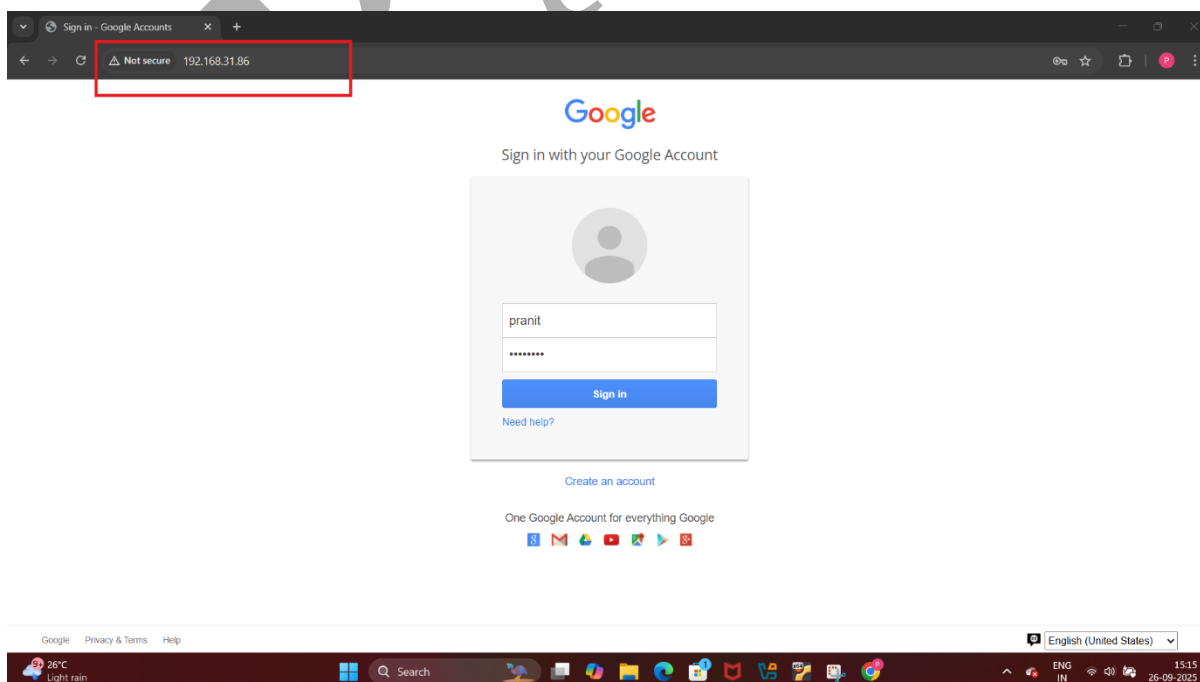 Sign in - Google Accounts
Not secure 192.168.31.86
P
Google
Sign in with your Google Account
pranit
••••••••
Sign in
Need help?
Create an account
One Google Account for everything Google
Google Privacy & Terms Help
English (United States)
9+ 26°C
Light rain
Search
ENG
IN
15:15
26-09-2025